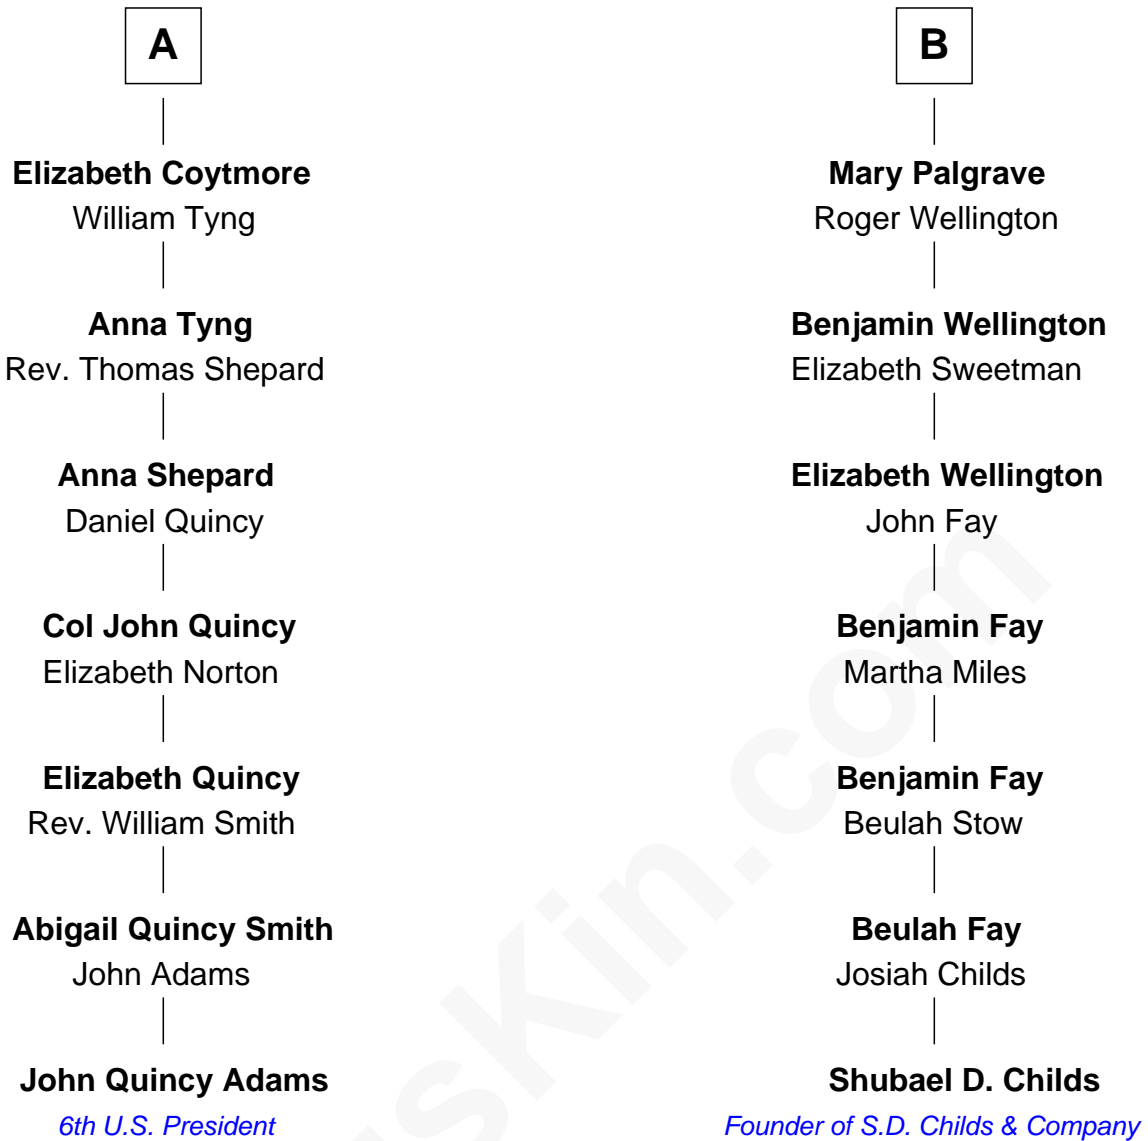 A
Elizabeth Coytmore
William Tyng
Anna Tyng
Rev. Thomas Shepard
Anna Shepard
Daniel Quincy
Col John Quincy
Elizabeth Norton
Elizabeth Quincy
Rev. William Smith
Abigail Quincy Smith
John Adams
John Quincy Adams
6th U.S. President
B
Mary Palgrave
Roger Wellington
Benjamin Wellington
Elizabeth Sweetman
Elizabeth Wellington
John Fay
Benjamin Fay
Martha Miles
Benjamin Fay
Beulah Stow
Beulah Fay
Josiah Childs
Shubael D. Childs
Founder of S.D. Childs & Company
usKin.com